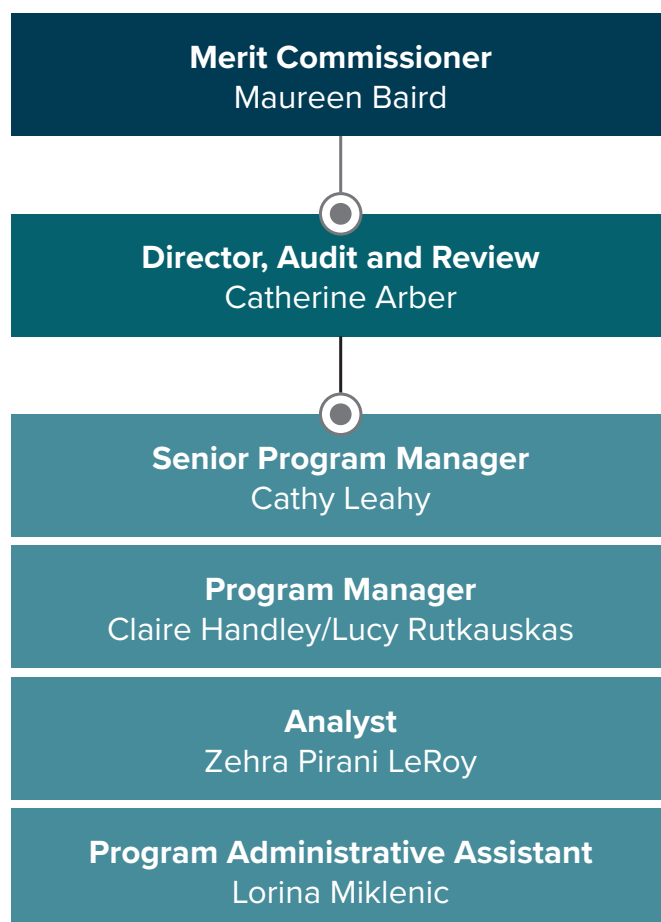 Merit Commissioner
Maureen Baird
Director, Audit and Review
Catherine Arber
Senior Program Manager
Cathy Leahy
Program Manager
Claire Handley/Lucy Rutkauskas
Analyst
Zehra Pirani LeRoy
Program Administrative Assistant
Lorina Miklenic